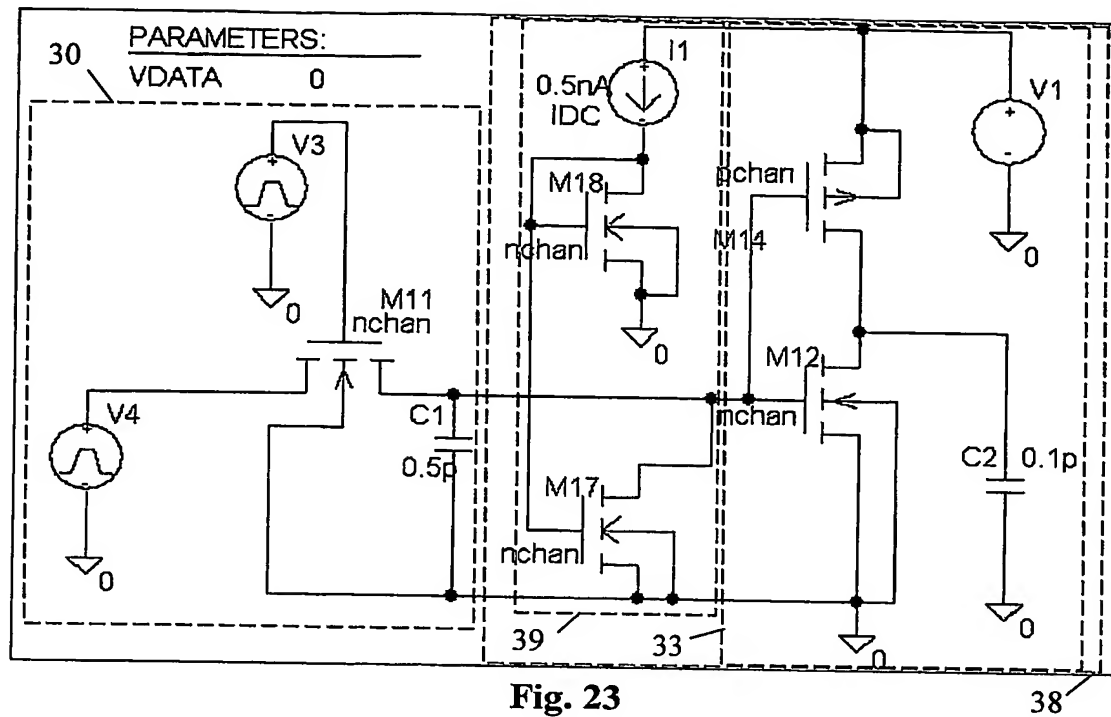 PARAMETERS:
30
VDATA 0
I1
0.5nA
IDC
V1
V3
M18
pchan
nchan
M14
0
0
M11
nchan
0
M12
V4
C1
nchan
0.5p
M17
C2 0.1p
nchan
0
0
39
33
0
38
Fig. 23